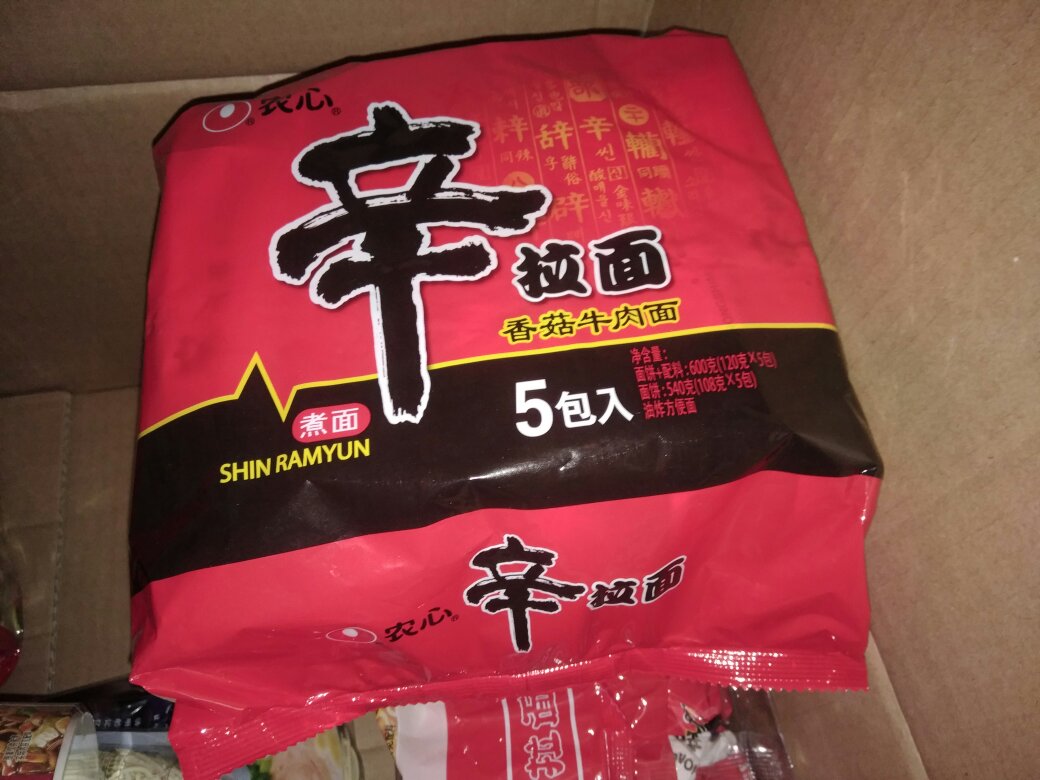 农心
辛
拉面
香菇牛肉面
净含量:
面饼+配料:600克(120克×5包)
面饼:540克(108克×5包)
油炸方便面
5包入
煮面
SHIN RAMYUN
农心 辛 拉面
拉面